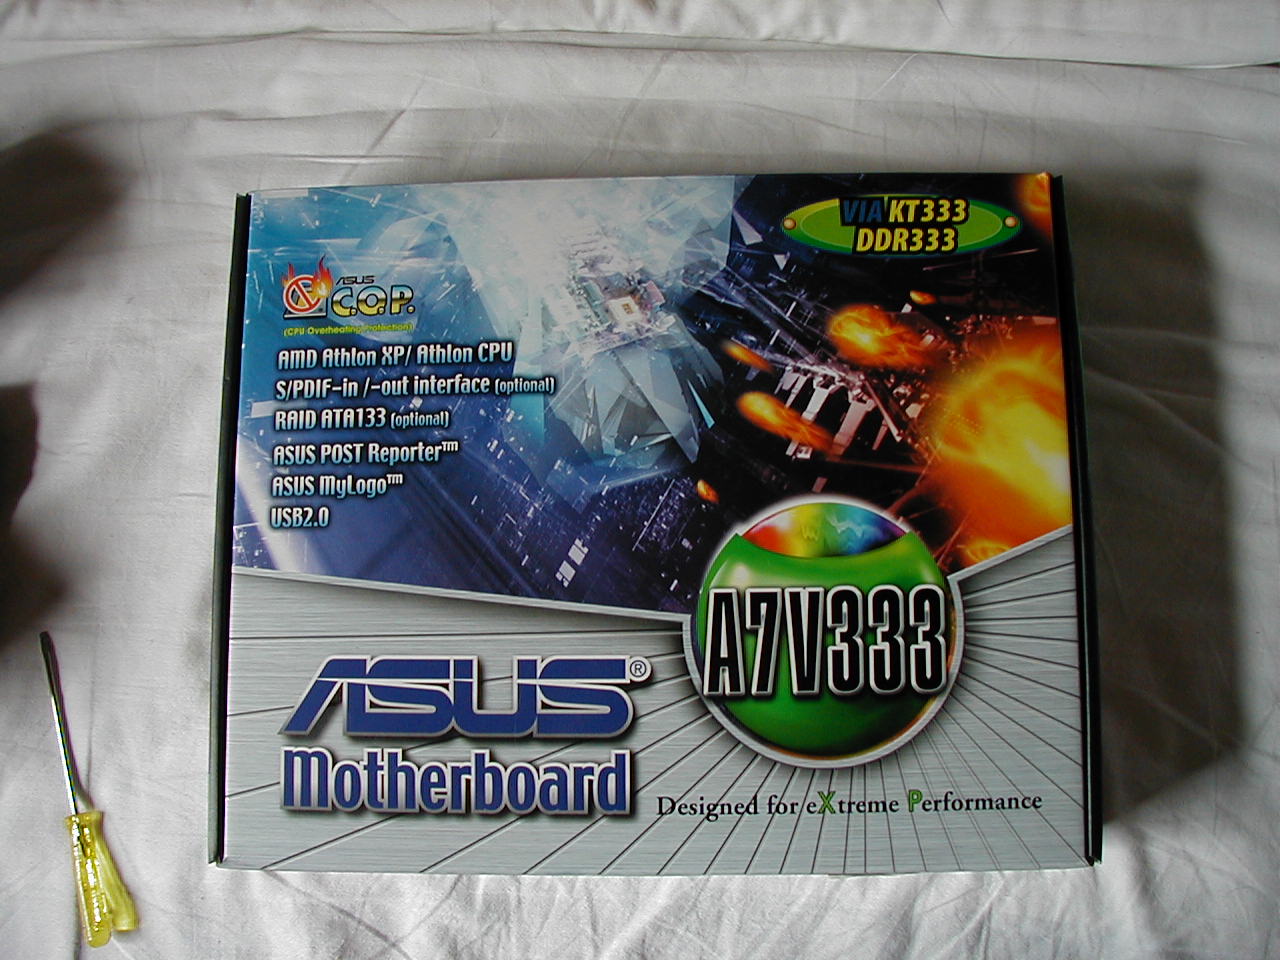 VIA KT333
DDR333
ASUS
C.O.P.
(CPU Overheating Protection)
AMD Athlon XP/ Athlon CPU
S/PDIF-in /-out interface (optional)
RAID ATA133 (optional)
ASUS POST Reporter™
ASUS MyLogo™
USB2.0
A7V333
ASUS®
Motherboard
Designed for eXtreme Performance